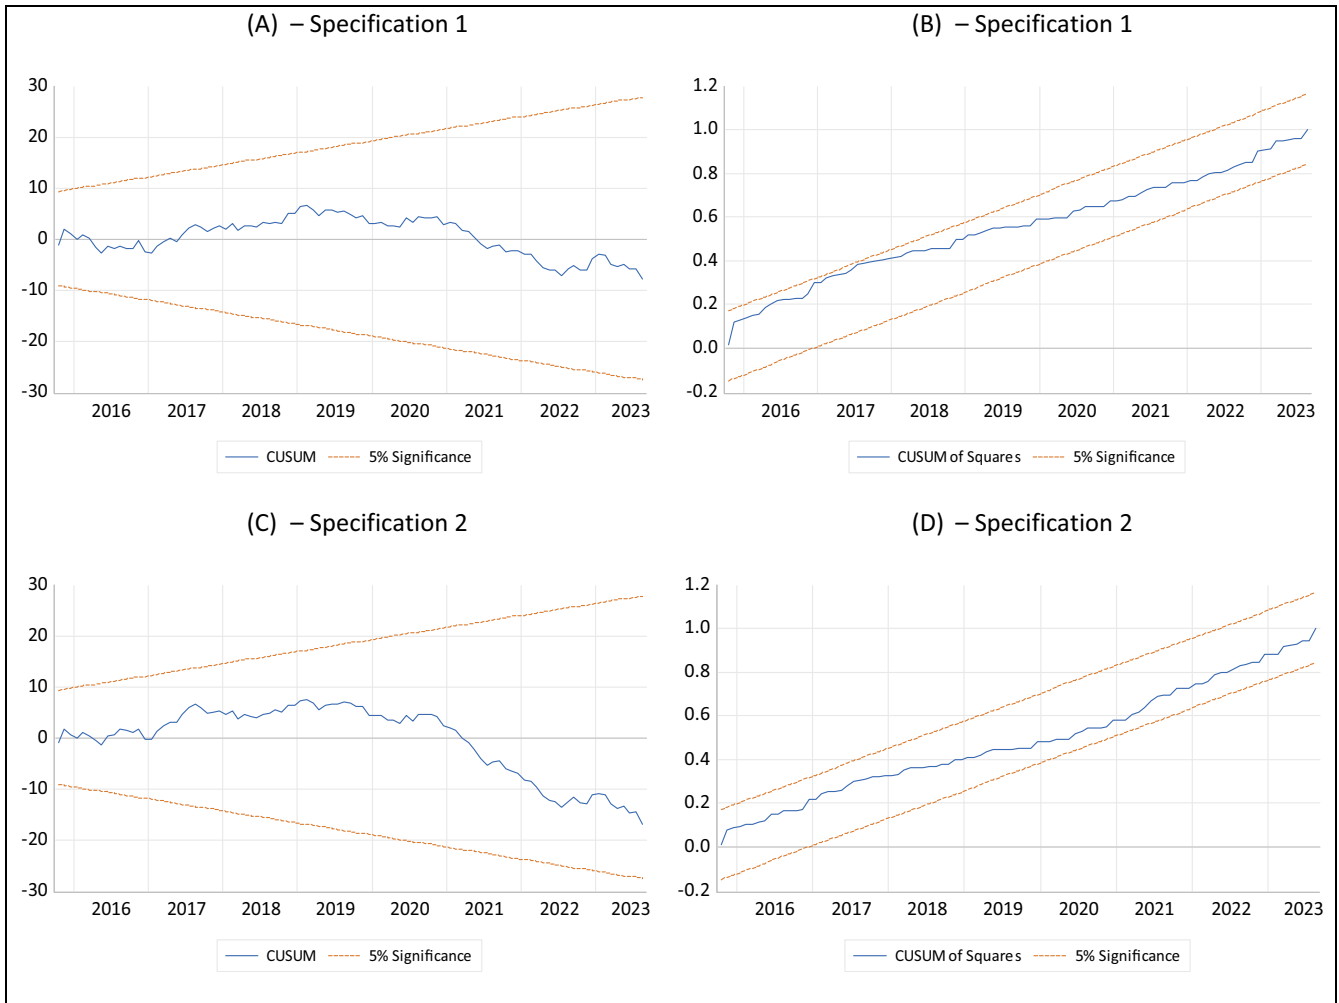 (A) – Specification 1
30
20
10
0
-10
-20
-30
2016 2017 2018 2019 2020 2021 2022 2023
CUSUM 5% Significance
(B) – Specification 1
1.2
1.0
0.8
0.6
0.4
0.2
0.0
-0.2
2016 2017 2018 2019 2020 2021 2022 2023
CUSUM of Squares 5% Significance
(C) – Specification 2
30
20
10
0
-10
-20
-30
2016 2017 2018 2019 2020 2021 2022 2023
CUSUM 5% Significance
(D) – Specification 2
1.2
1.0
0.8
0.6
0.4
0.2
0.0
-0.2
2016 2017 2018 2019 2020 2021 2022 2023
CUSUM of Squares 5% Significance